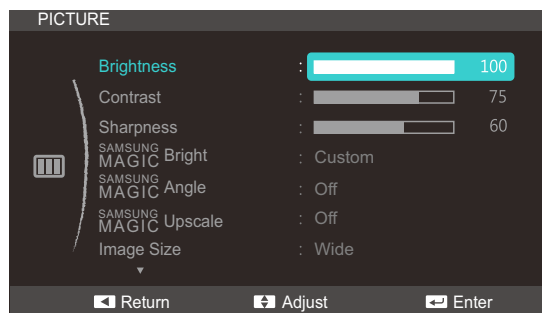 PICTURE
Brightness : 100
Contrast : 75
Sharpness : 60
SAMSUNG MAGIC Bright : Custom
SAMSUNG MAGIC Angle : Off
SAMSUNG MAGIC Upscale : Off
Image Size : Wide
Return Adjust Enter